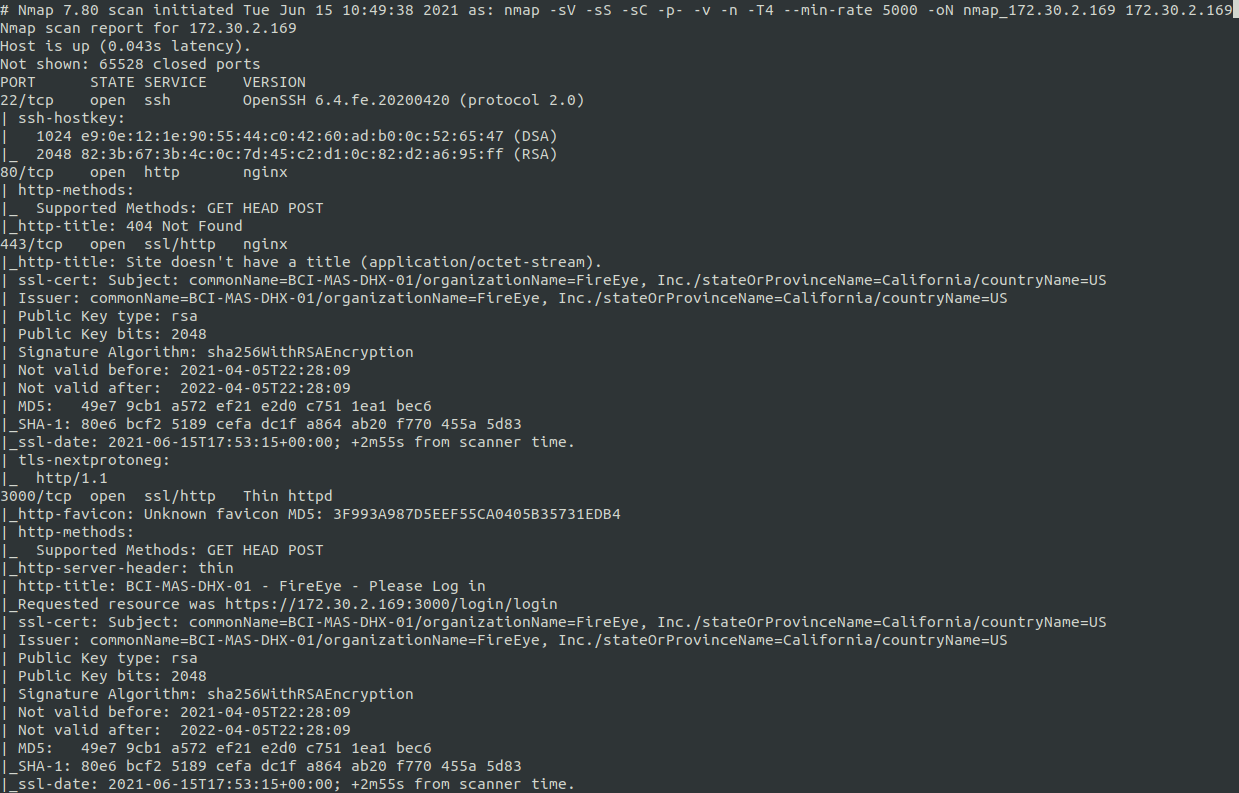 # Nmap 7.80 scan initiated Tue Jun 15 10:49:38 2021 as: nmap -sV -sS -sC -p- -v -n -T4 --min-rate 5000 -oN nmap_172.30.2.169 172.30.2.169
Nmap scan report for 172.30.2.169
Host is up (0.043s latency).
Not shown: 65528 closed ports
PORT      STATE SERVICE    VERSION
22/tcp    open  ssh        OpenSSH 6.4.fe.20200420 (protocol 2.0)
| ssh-hostkey:
|   1024 e9:0e:12:1e:90:55:44:c0:42:60:ad:b0:0c:52:65:47 (DSA)
|_  2048 82:3b:67:3b:4c:0c:7d:45:c2:d1:0c:82:d2:a6:95:ff (RSA)
80/tcp    open  http       nginx
| http-methods:
|_  Supported Methods: GET HEAD POST
|_http-title: 404 Not Found
443/tcp   open  ssl/http   nginx
|_http-title: Site doesn't have a title (application/octet-stream).
| ssl-cert: Subject: commonName=BCI-MAS-DHX-01/organizationName=FireEye, Inc./stateOrProvinceName=California/countryName=US
| Issuer: commonName=BCI-MAS-DHX-01/organizationName=FireEye, Inc./stateOrProvinceName=California/countryName=US
| Public Key type: rsa
| Public Key bits: 2048
| Signature Algorithm: sha256WithRSAEncryption
| Not valid before: 2021-04-05T22:28:09
| Not valid after:  2022-04-05T22:28:09
| MD5:   49e7 9cb1 a572 ef21 e2d0 c751 1ea1 bec6
|_SHA-1: 80e6 bcf2 5189 cefa dc1f a864 ab20 f770 455a 5d83
|_ssl-date: 2021-06-15T17:53:15+00:00; +2m55s from scanner time.
| tls-nextprotoneg:
|_  http/1.1
3000/tcp  open  ssl/http   Thin httpd
|_http-favicon: Unknown favicon MD5: 3F993A987D5EEF55CA0405B35731EDB4
| http-methods:
|_  Supported Methods: GET HEAD POST
|_http-server-header: thin
| http-title: BCI-MAS-DHX-01 - FireEye - Please Log in
|_Requested resource was https://172.30.2.169:3000/login/login
| ssl-cert: Subject: commonName=BCI-MAS-DHX-01/organizationName=FireEye, Inc./stateOrProvinceName=California/countryName=US
| Issuer: commonName=BCI-MAS-DHX-01/organizationName=FireEye, Inc./stateOrProvinceName=California/countryName=US
| Public Key type: rsa
| Public Key bits: 2048
| Signature Algorithm: sha256WithRSAEncryption
| Not valid before: 2021-04-05T22:28:09
| Not valid after:  2022-04-05T22:28:09
| MD5:   49e7 9cb1 a572 ef21 e2d0 c751 1ea1 bec6
|_SHA-1: 80e6 bcf2 5189 cefa dc1f a864 ab20 f770 455a 5d83
|_ssl-date: 2021-06-15T17:53:15+00:00; +2m55s from scanner time.